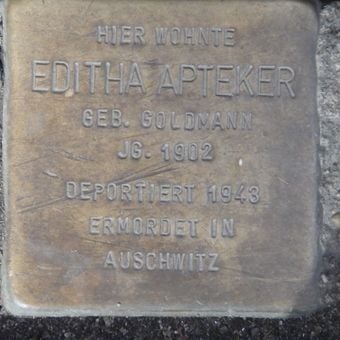 HIER WOHNTE
EDITHA APTEKER
GEB. GOLDMANN
JG. 1902
DEPORTIERT 1943
ERMORDET IN
AUSCHWITZ